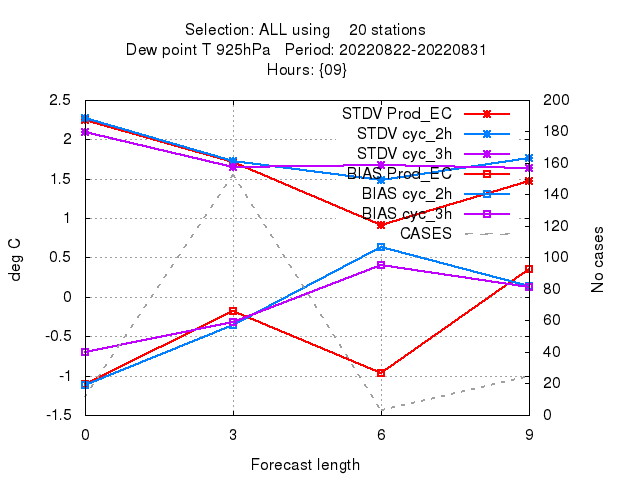 Selection: ALL using    20 stations
Dew point T 925hPa   Period: 20220822-20220831
Hours: {09}
2.5
2
1.5
1
0.5
0
-0.5
-1
-1.5
200
180
160
140
120
100
80
60
40
20
0
STDV Prod_EC
STDV cyc_2h
STDV cyc_3h
BIAS Prod_EC
BIAS cyc_2h
BIAS cyc_3h
CASES
deg C
No cases
0 3 6 9
Forecast length